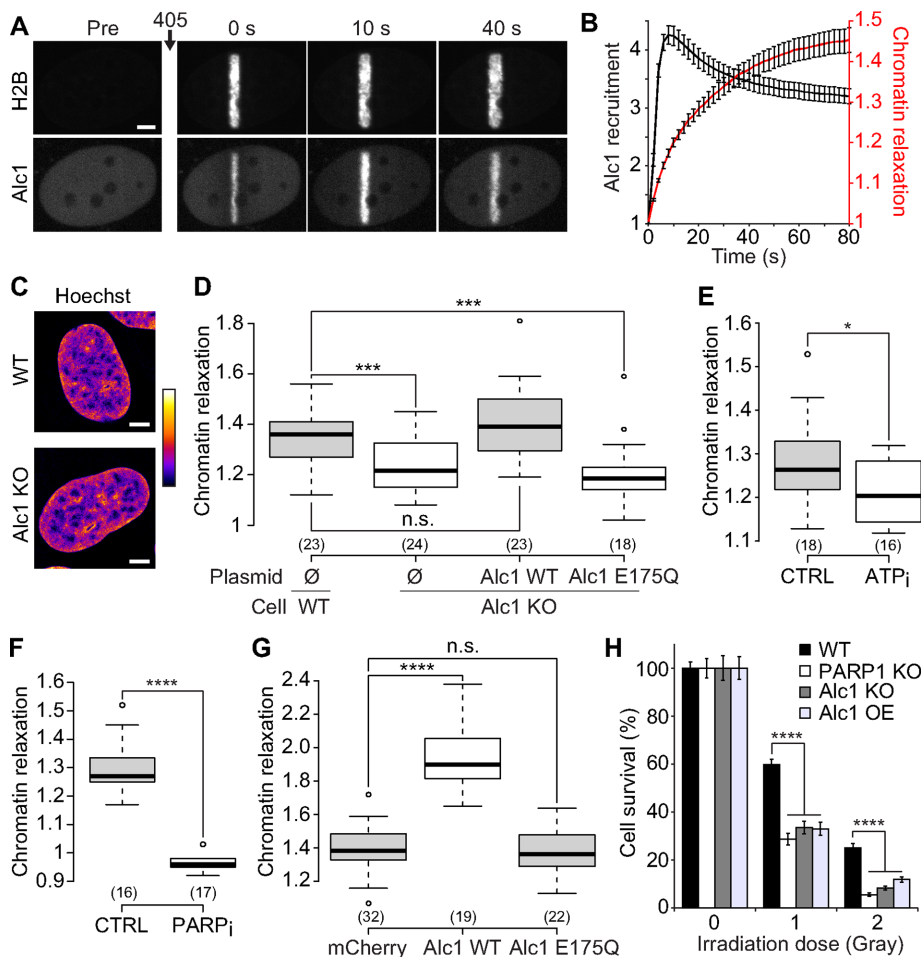 A
Pre
405
0 s
10 s
40 s
H2B
Alc1
B
Alc1 recruitment
4
3
2
1
0 20 40 60 80
Time (s)
1.5
1.4
1.3
1.2
1.1
1
Chromatin relaxation
C
Hoechst
WT
Alc1 KO
D
Chromatin relaxation
1.8
1.6
1.4
1.2
1
***
***
n.s.
(23) (24) (23) (18)
Plasmid Ø Ø Alc1 WT Alc1 E175Q
Cell WT Alc1 KO
E
Chromatin relaxation
1.6
1.5
1.4
1.3
1.2
1.1
*
(18) (16)
CTRL ATPi
F
Chromatin relaxation
1.6
1.5
1.4
1.3
1.2
1.1
1
0.9
****
(16) (17)
CTRL PARPi
G
Chromatin relaxation
2.4
2.2
2.0
1.8
1.6
1.4
1.2
n.s.
****
(32) (19) (22)
mCherry Alc1 WT Alc1 E175Q
H
Cell survival (%)
100
80
60
40
20
0
WT
PARP1 KO
Alc1 KO
Alc1 OE
****
****
0 1 2
Irradiation dose (Gray)